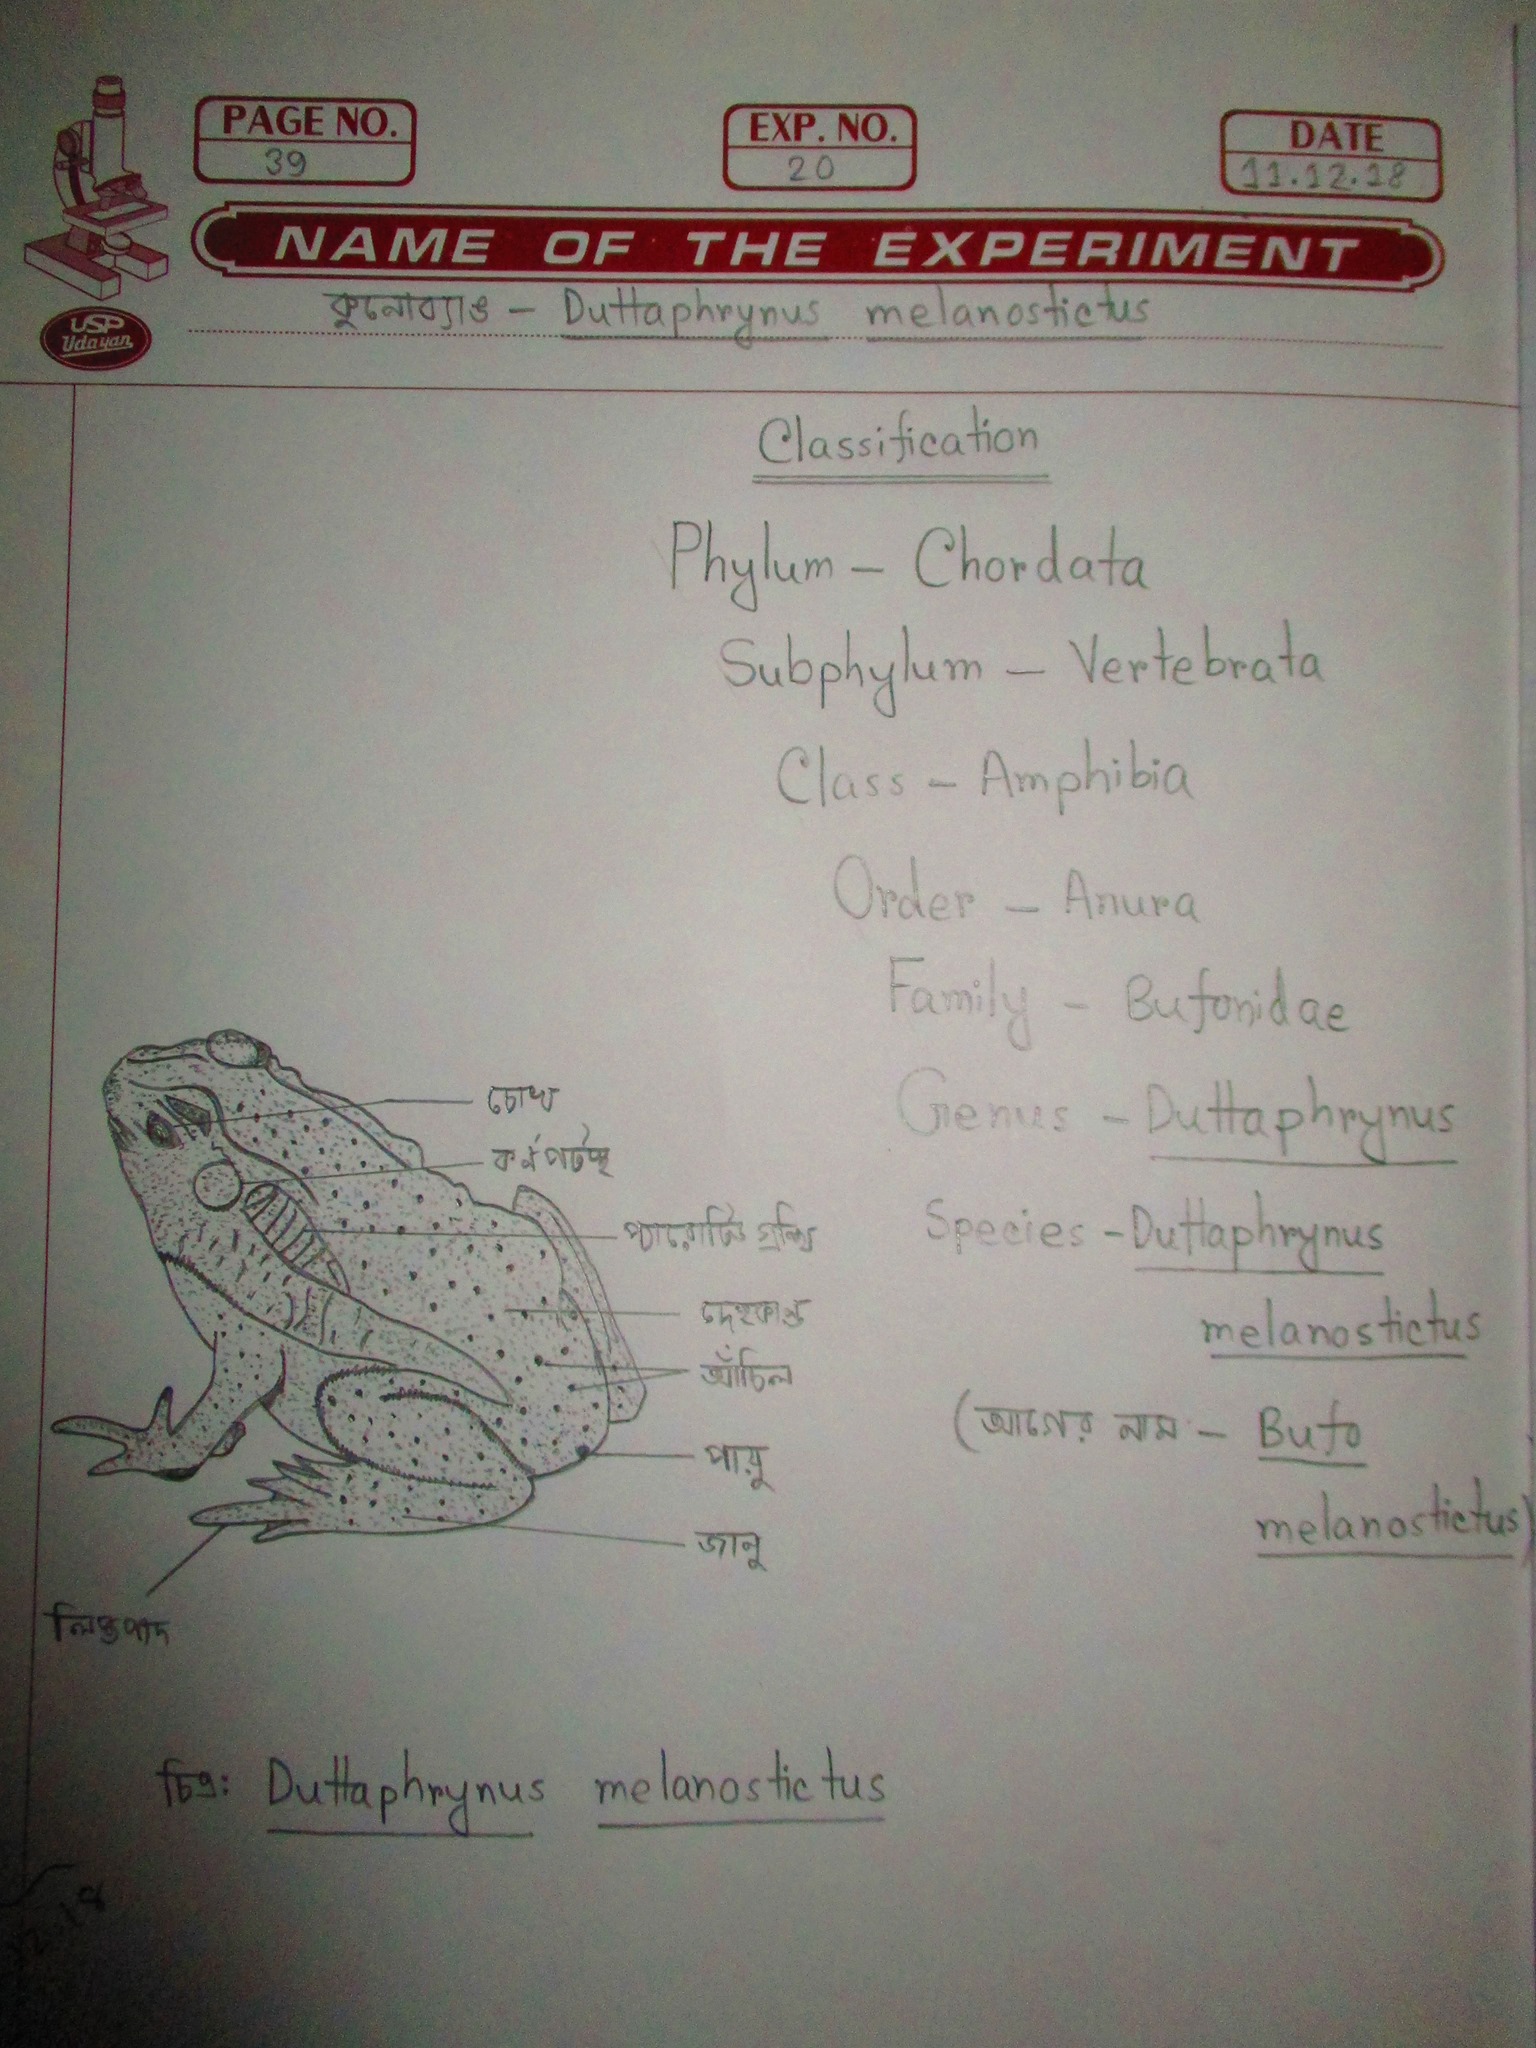 PAGE NO.
39
EXP. NO.
20
DATE
11.12.18
NAME OF THE EXPERIMENT
USP
Udayan
কুনোব্যাঙ – Duttaphrynus melanostictus
Classification
Phylum – Chordata
Subphylum – Vertebrata
Class – Amphibia
Order – Anura
Family – Bufonidae
Genus – Duttaphrynus
Species – Duttaphrynus
melanostictus
(আগের নাম – Bufo
melanostictus)
চোখ
কর্ণপটহ
প্যারোটিড গ্রন্থি
দেহকাণ্ড
আঁচিল
পায়ু
জানু
লিপ্তপাদ
চিত্র: Duttaphrynus melanostictus